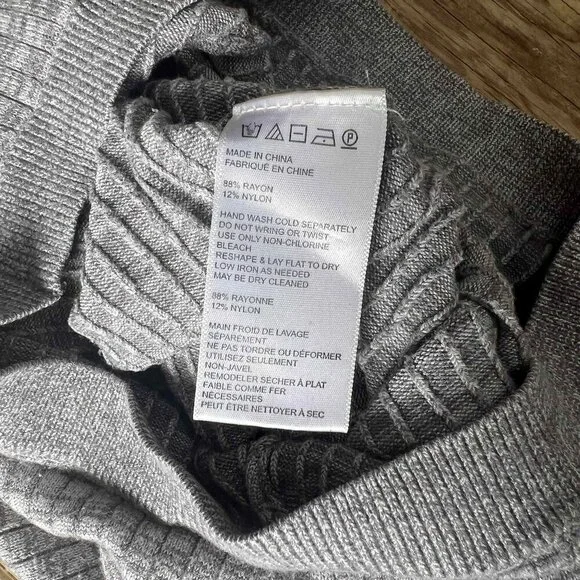 MADE IN CHINA
FABRIQUÉ EN CHINE
88% RAYON
12% NYLON
HAND WASH COLD SEPARATELY
DO NOT WRING OR TWIST
USE ONLY NON-CHLORINE
BLEACH
RESHAPE & LAY FLAT TO DRY
LOW IRON AS NEEDED
MAY BE DRY CLEANED
88% RAYONNE
12% NYLON
MAIN FROID DE LAVAGE
SÉPAREMENT
NE PAS TORDRE OU DÉFORMER
UTILISEZ SEULEMENT
NON-JAVEL
REMODELER SÉCHER À PLAT
FAIBLE COMME FER
NÉCESSAIRES
PEUT ÊTRE NETTOYER À SEC